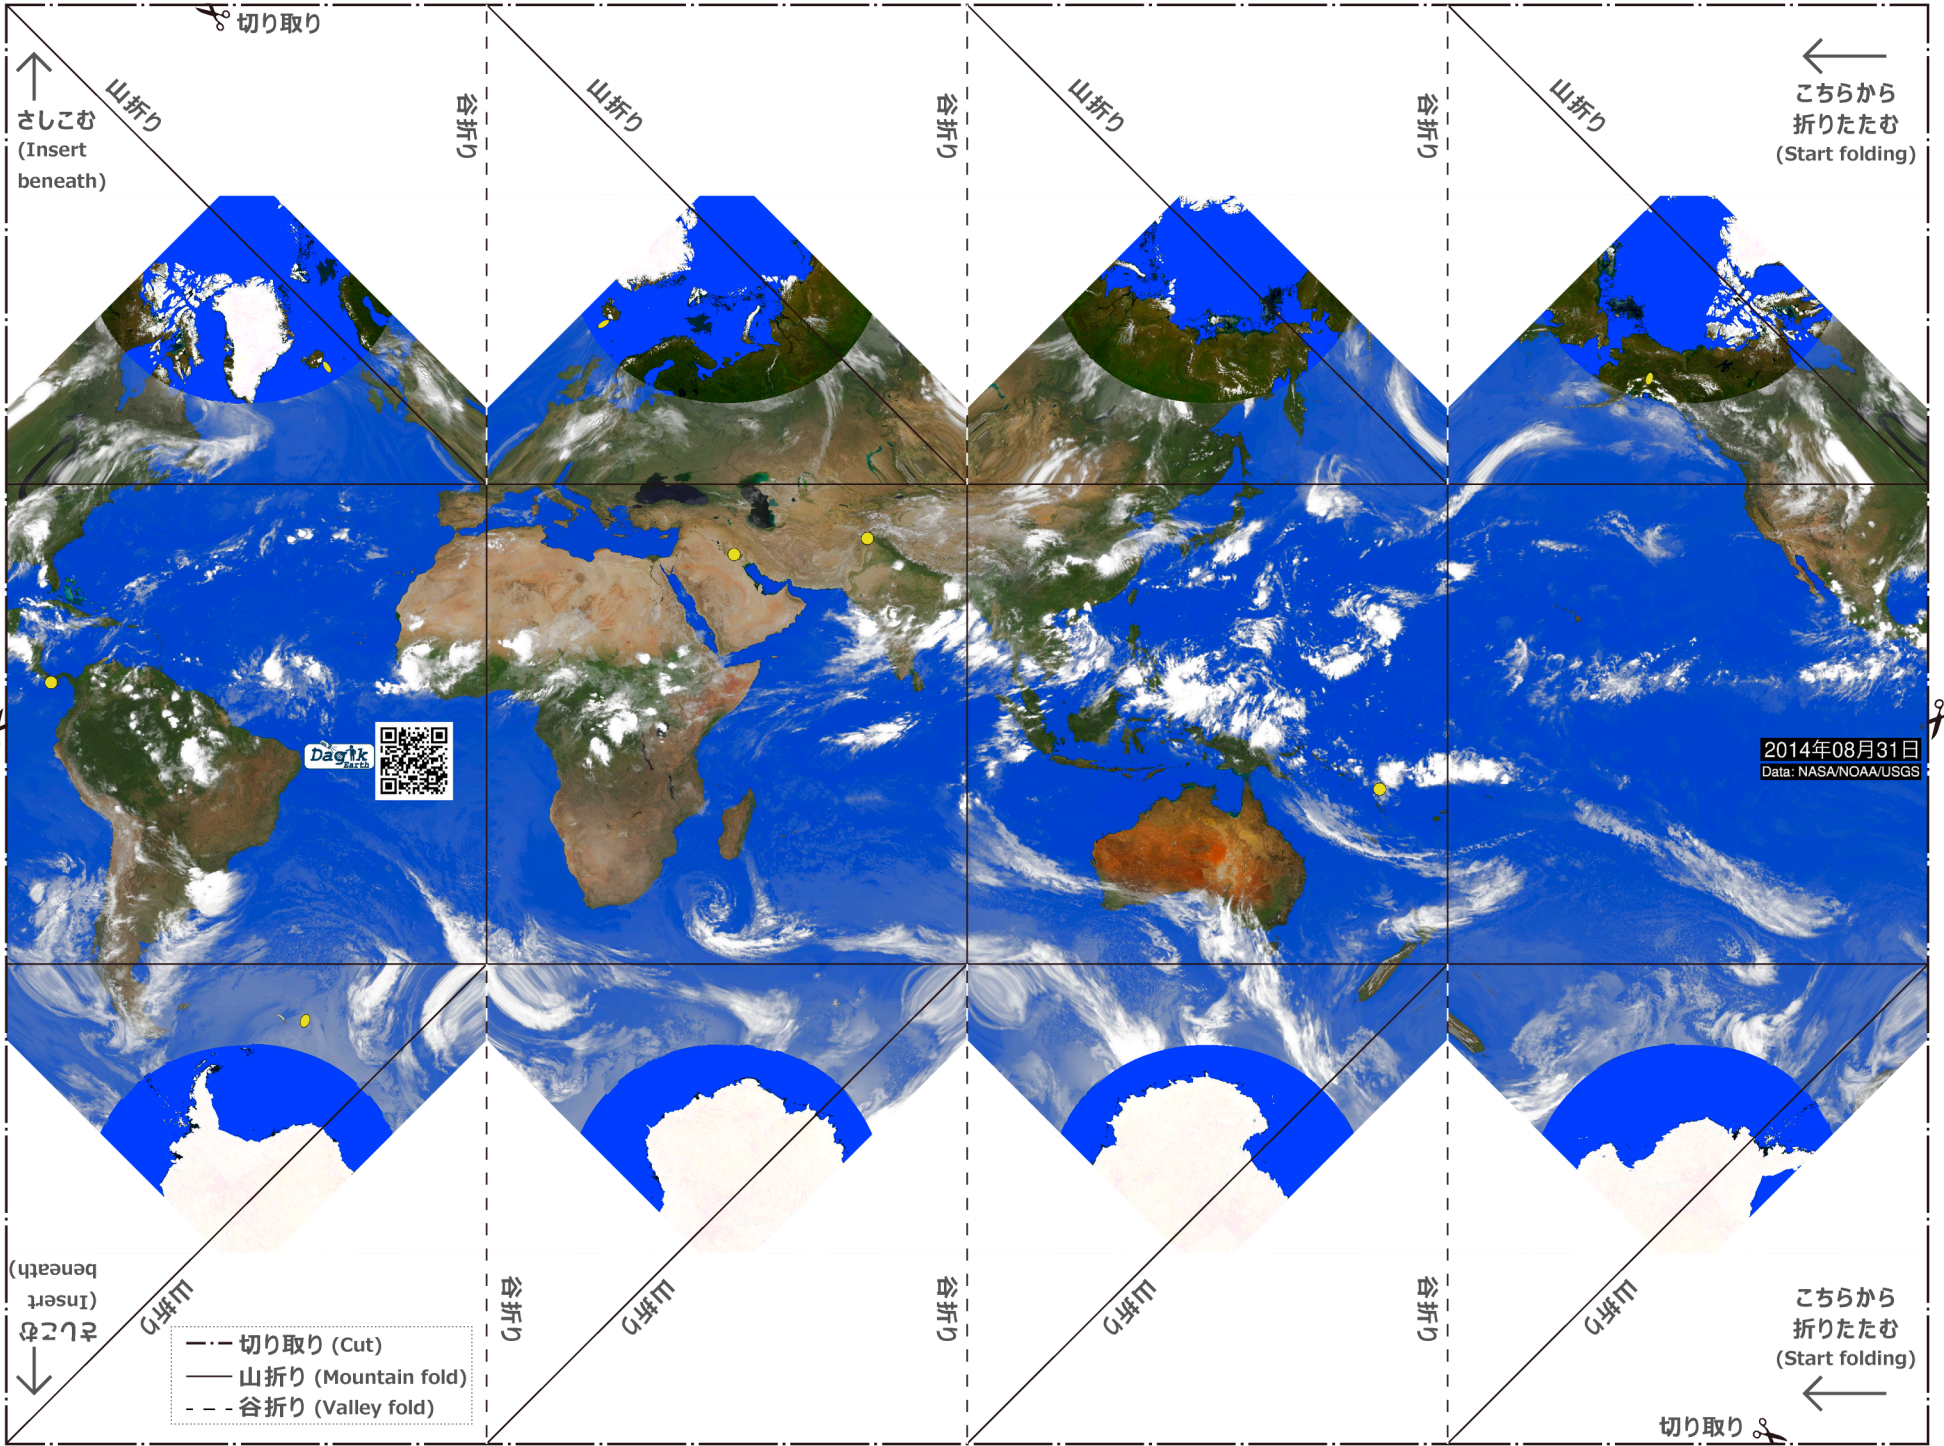 切り取り
山折り
谷折り
山折り
谷折り
山折り
谷折り
山折り
こちらから
折りたたむ
(Start folding)
さしこむ
(Insert
beneath)
Dagik
Earth
2014年08月31日
Data: NASA/NOAA/USGS
さしこむ
(Insert
beneath)
山折り
谷折り
山折り
谷折り
山折り
谷折り
山折り
こちらから
折りたたむ
(Start folding)
切り取り (Cut)
山折り (Mountain fold)
谷折り (Valley fold)
切り取り